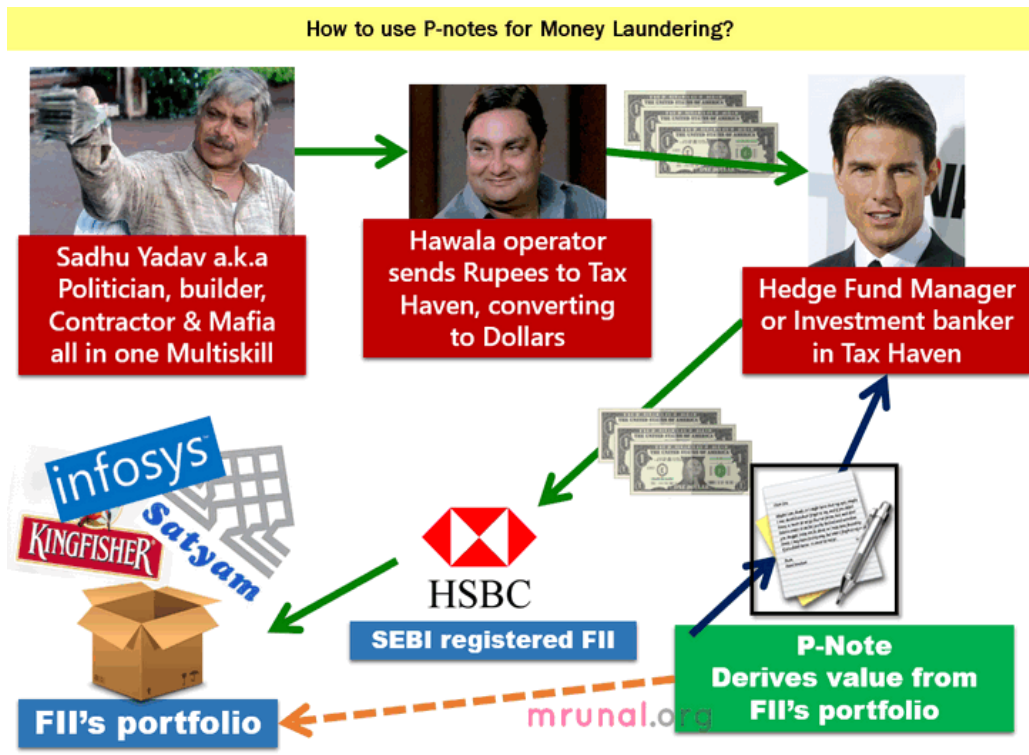 How to use P-notes for Money Laundering?
Sadhu Yadav a.k.a
Politician, builder,
Contractor & Mafia
all in one Multiskill
Hawala operator
sends Rupees to Tax
Haven, converting
to Dollars
Hedge Fund Manager
or Investment banker
in Tax Haven
infosys™
Satyam
KINGFISHER
HSBC
SEBI registered FII
FII's portfolio
P-Note
Derives value from
FII's portfolio
mrunal.org